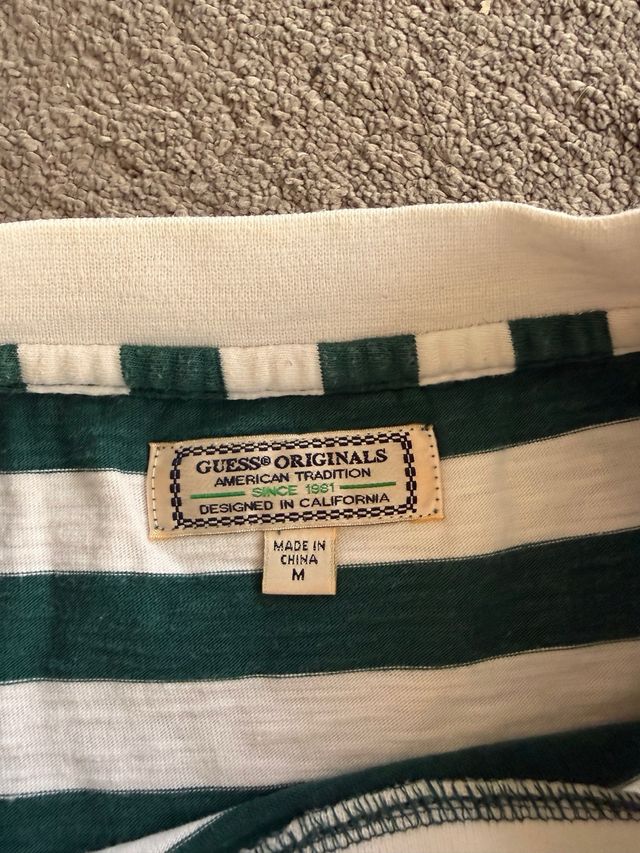 GUESS® ORIGINALS
AMERICAN TRADITION
SINCE 1981
DESIGNED IN CALIFORNIA
MADE IN
CHINA
M